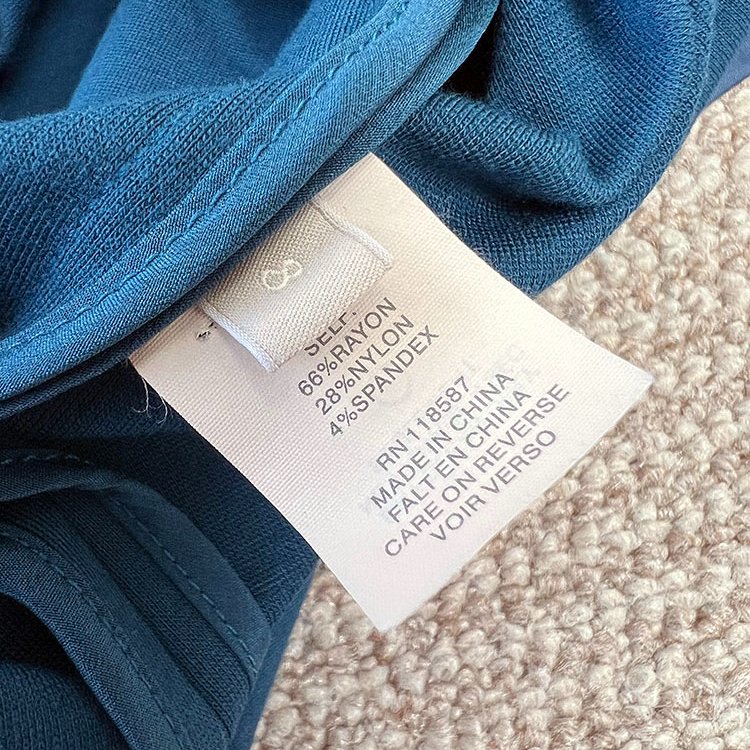 8
SELF:
66%RAYON
28%NYLON
4%SPANDEX
RN 118587
MADE IN CHINA
FALT EN CHINA
CARE ON REVERSE
VOIR VERSO